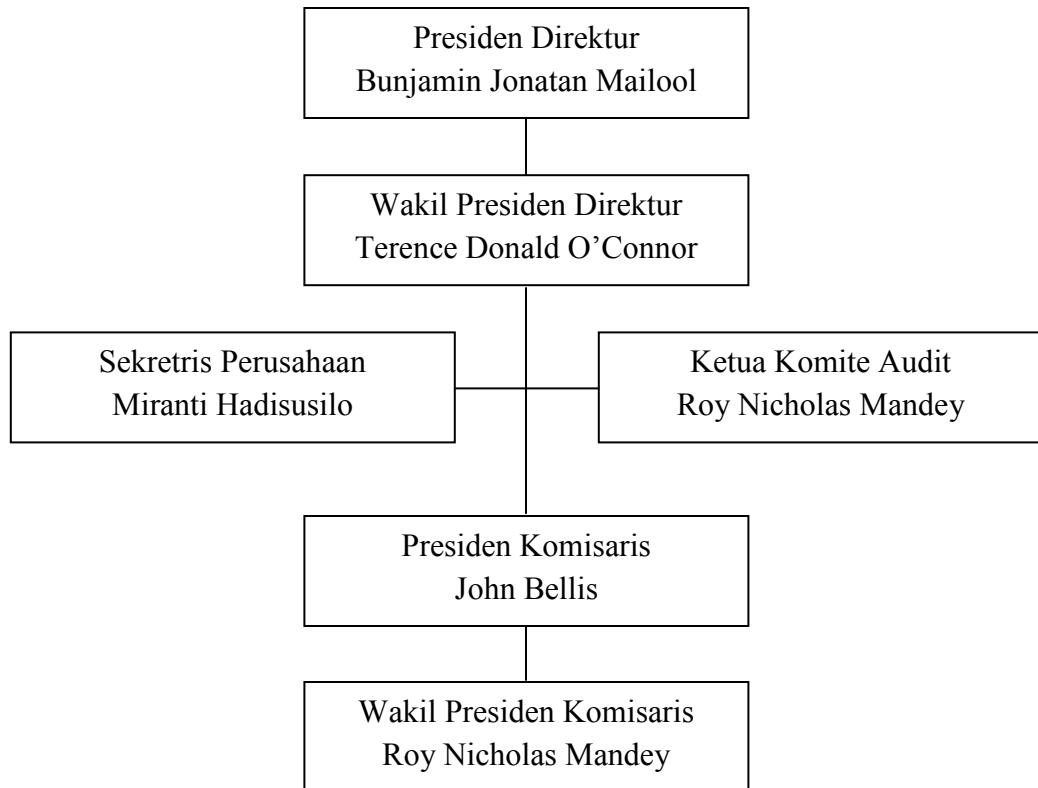 Presiden Direktur
Bunjamin Jonatan Mailool
Wakil Presiden Direktur
Terence Donald O’Connor
Sekretris Perusahaan
Miranti Hadisusilo
Ketua Komite Audit
Roy Nicholas Mandey
Presiden Komisaris
John Bellis
Wakil Presiden Komisaris
Roy Nicholas Mandey